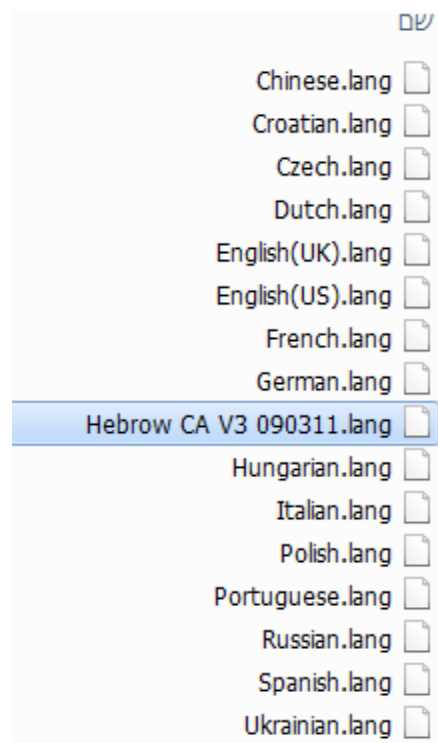 שם
Chinese.lang
Croatian.lang
Czech.lang
Dutch.lang
English(UK).lang
English(US).lang
French.lang
German.lang
Hebrow CA V3 090311.lang
Hungarian.lang
Italian.lang
Polish.lang
Portuguese.lang
Russian.lang
Spanish.lang
Ukrainian.lang